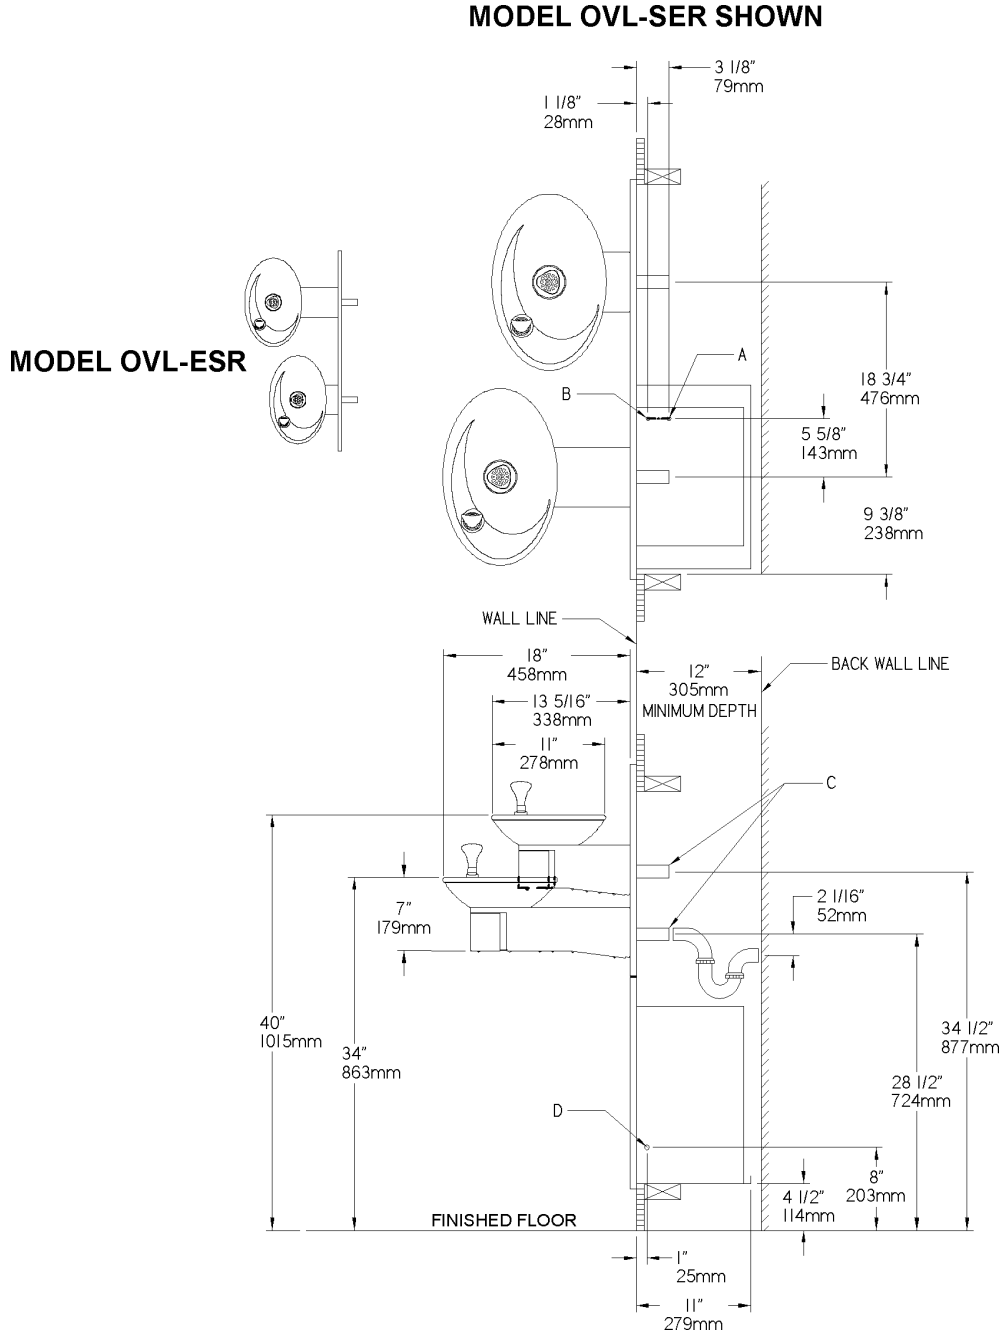 MODEL OVL-SER SHOWN
3 1/8"
79mm
1 1/8"
28mm
MODEL OVL-ESR
A
B
18 3/4"
476mm
5 5/8"
143mm
9 3/8"
238mm
WALL LINE
18"
458mm
12"
305mm
MINIMUM DEPTH
BACK WALL LINE
13 5/16"
338mm
11"
278mm
C
2 1/16"
52mm
7"
179mm
40"
1015mm
34"
863mm
34 1/2"
877mm
28 1/2"
724mm
D
8"
203mm
4 1/2"
114mm
FINISHED FLOOR
1"
25mm
11"
279mm